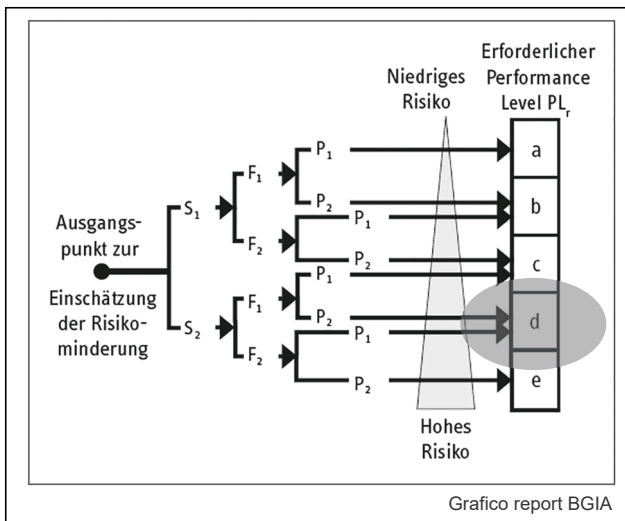 Erforderlicher
Performance
Level PLr
Niedriges
Risiko
Ausgangs-
punkt zur
Einschätzung
der Risiko-
minderung
S1
S2
F1
F2
F1
F2
P1
P2
P1
P2
P1
P2
P1
P2
a
b
c
d
e
Hohes
Risiko
Grafico report BGIA